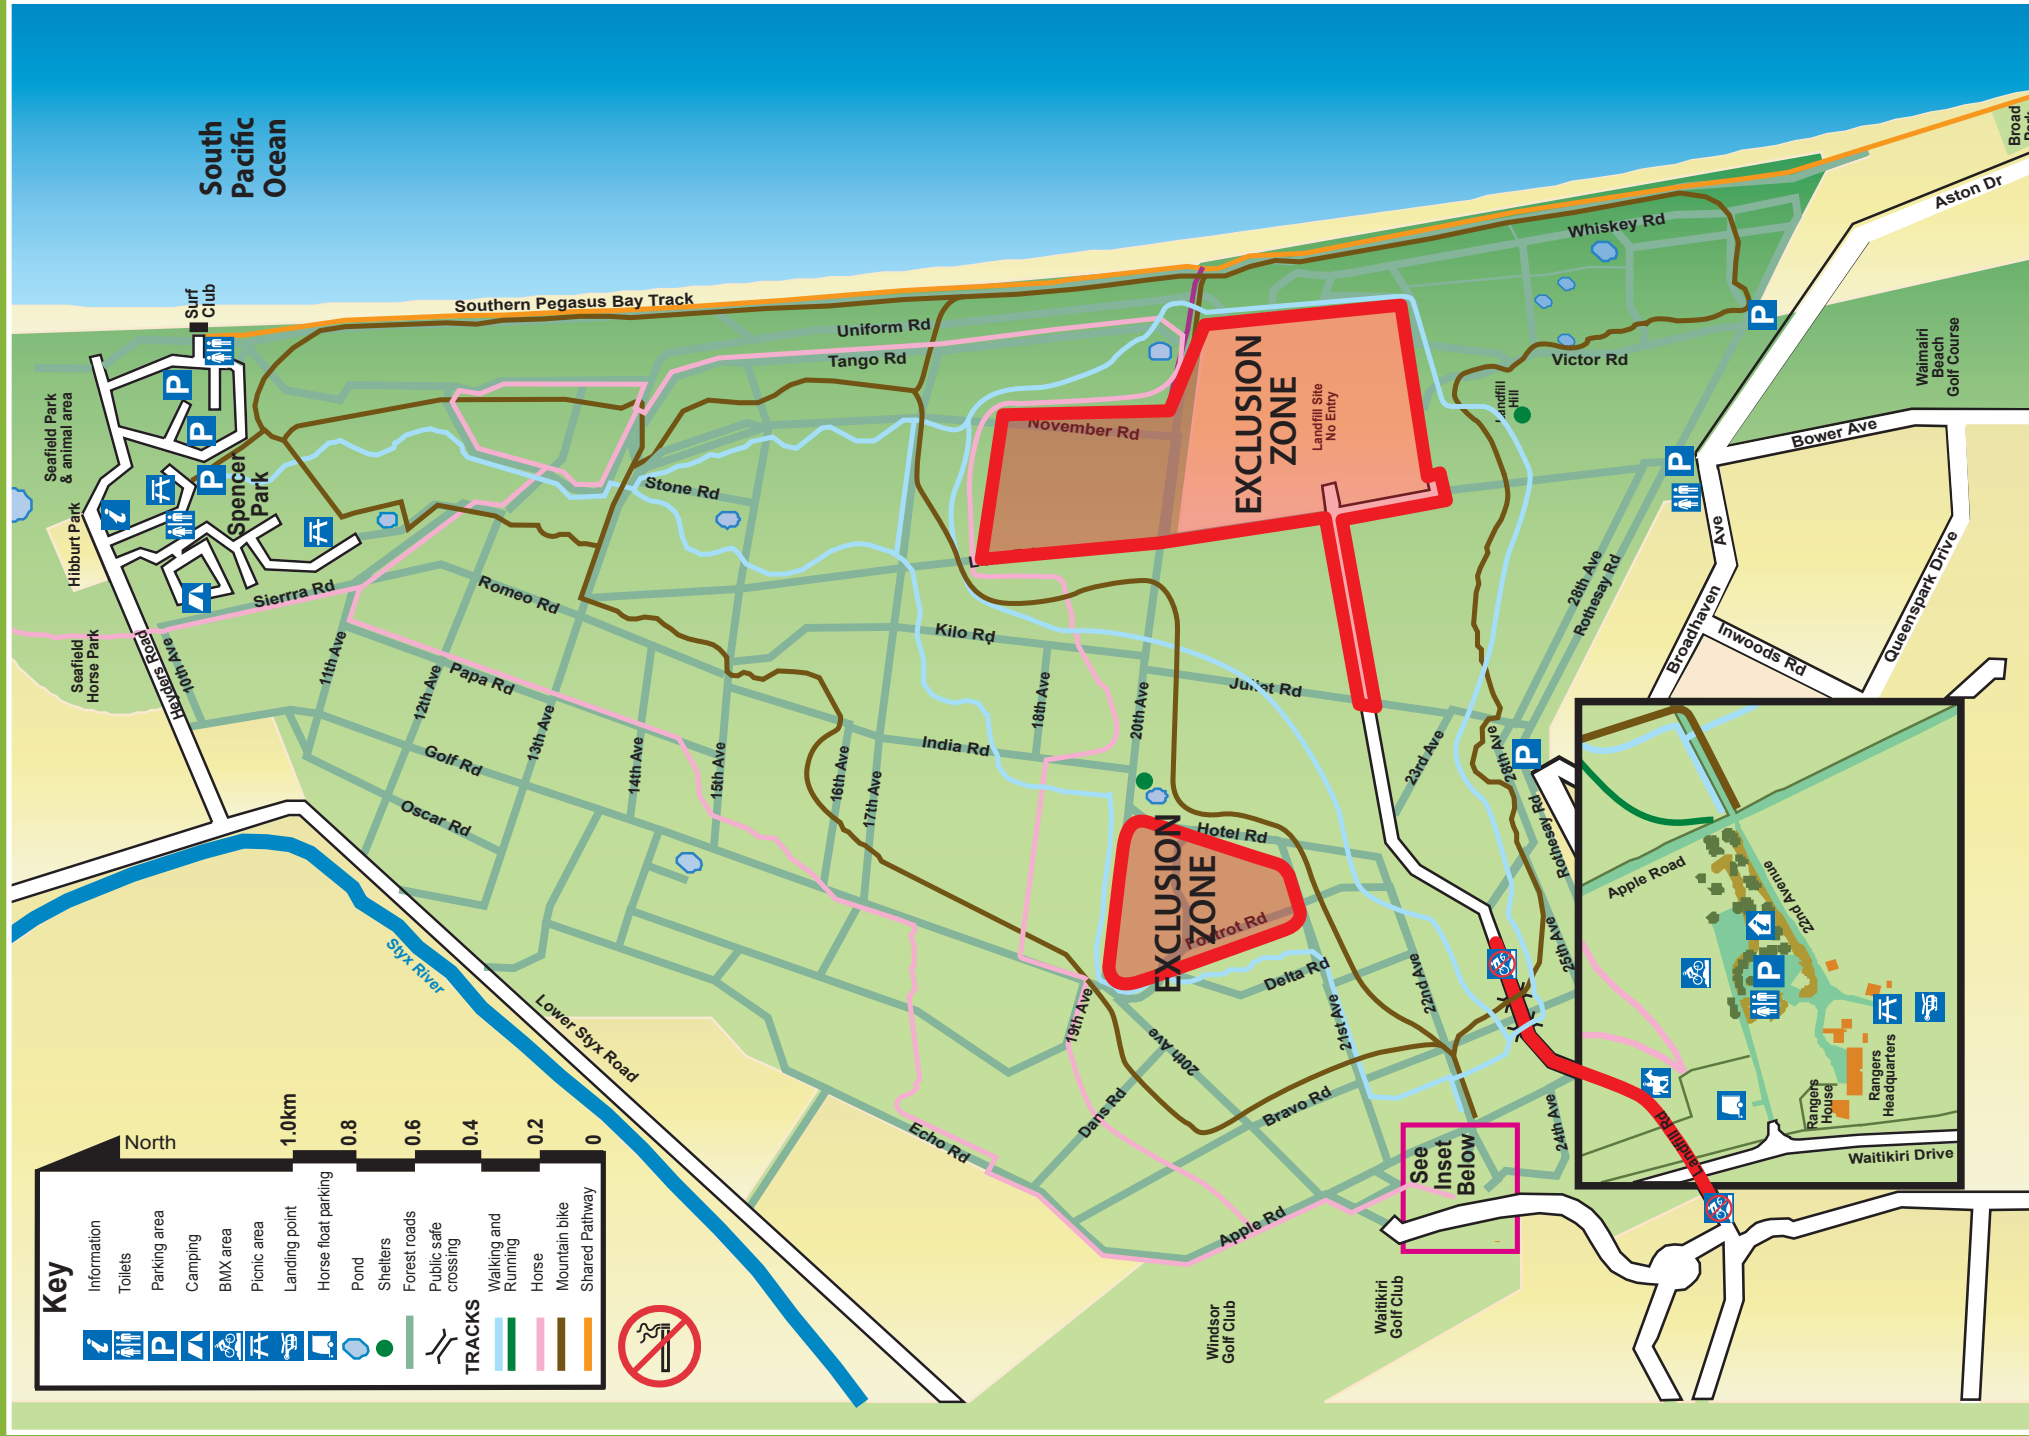 South
Pacific
Ocean
Surf
Club
Southern Pegasus Bay Track
Uniform Rd
Tango Rd
Whiskey Rd
Victor Rd
Aston Dr
Broad
Seafield Park
& animal area
Hibburt Park
Spencer
Park
Seafield
Horse Park
Heyders Road
10th Ave
Sierrra Rd
Stone Rd
November Rd
EXCLUSION
ZONE
Landfill Site
No Entry
Landfill
Hill
Waimairi
Beach
Golf Course
Bower Ave
Broadhaven
Ave
Queenspark Drive
Inwoods Rd
28th Ave
Rothesay Rd
Romeo Rd
Kilo Rd
Juliet Rd
India Rd
11th Ave
12th Ave
Papa Rd
13th Ave
14th Ave
15th Ave
16th Ave
17th Ave
18th Ave
20th Ave
23rd Ave
28th Ave
Rothesay Rd
Golf Rd
Oscar Rd
Hotel Rd
EXCLUSION
ZONE
Foxtrot Rd
Delta Rd
19th Ave
20th Ave
21st Ave
22nd Ave
25th Ave
24th Ave
Dans Rd
Bravo Rd
Echo Rd
Apple Rd
Styx River
Lower Styx Road
Landfill Rd
See
Inset
Below
Windsor
Golf Club
Waitikiri
Golf Club
Apple Road
22nd Avenue
Rangers
House
Rangers
Headquarters
Waitikiri Drive
North
1.0km
0.8
0.6
0.4
0.2
0
Key
Information
Toilets
Parking area
Camping
BMX area
Picnic area
Landing point
Horse float parking
Pond
Shelters
Forest roads
Public safe
crossing
TRACKS
Walking and
Running
Horse
Mountain bike
Shared Pathway